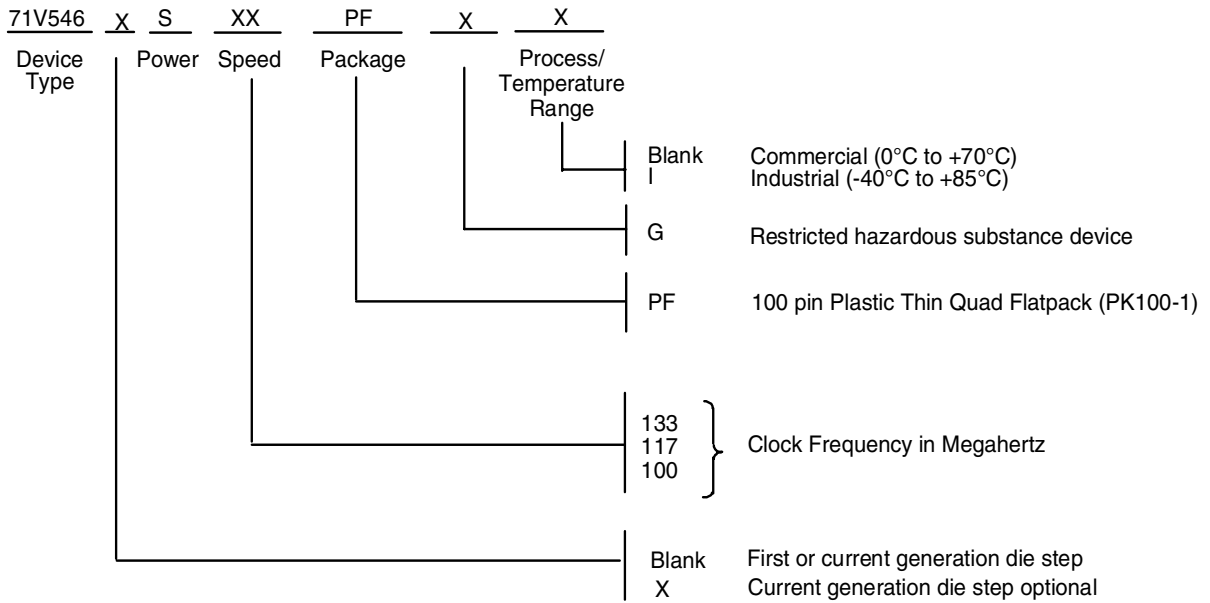 71V546 X S XX PF X X
Device Type Power Speed Package Process/ Temperature Range
Blank Commercial (0°C to +70°C)
I Industrial (-40°C to +85°C)
G Restricted hazardous substance device
PF 100 pin Plastic Thin Quad Flatpack (PK100-1)
133
117 Clock Frequency in Megahertz
100
Blank First or current generation die step
X Current generation die step optional